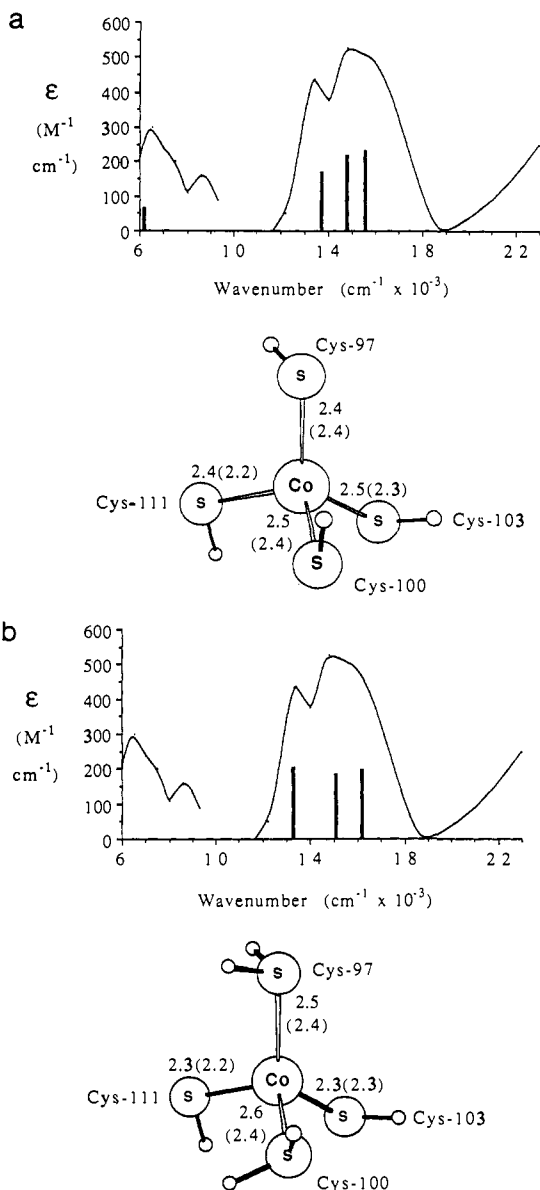 a
600
500
ε
400
(M⁻¹
300
cm⁻¹)
200
100
0
6 10 14 18 22
Wavenumber (cm⁻¹ x 10⁻³)
Cys-97
S
2.4
(2.4)
2.4(2.2)
Co
2.5(2.3)
Cys-111
S
2.5
(2.4)
S
Cys-103
S
Cys-100
b
600
500
ε
400
(M⁻¹
300
cm⁻¹)
200
100
0
6 10 14 18 22
Wavenumber (cm⁻¹ x 10⁻³)
S
Cys-97
2.5
(2.4)
2.3(2.2)
Co
2.3(2.3)
Cys-111
S
2.6
(2.4)
S
Cys-103
S
Cys-100